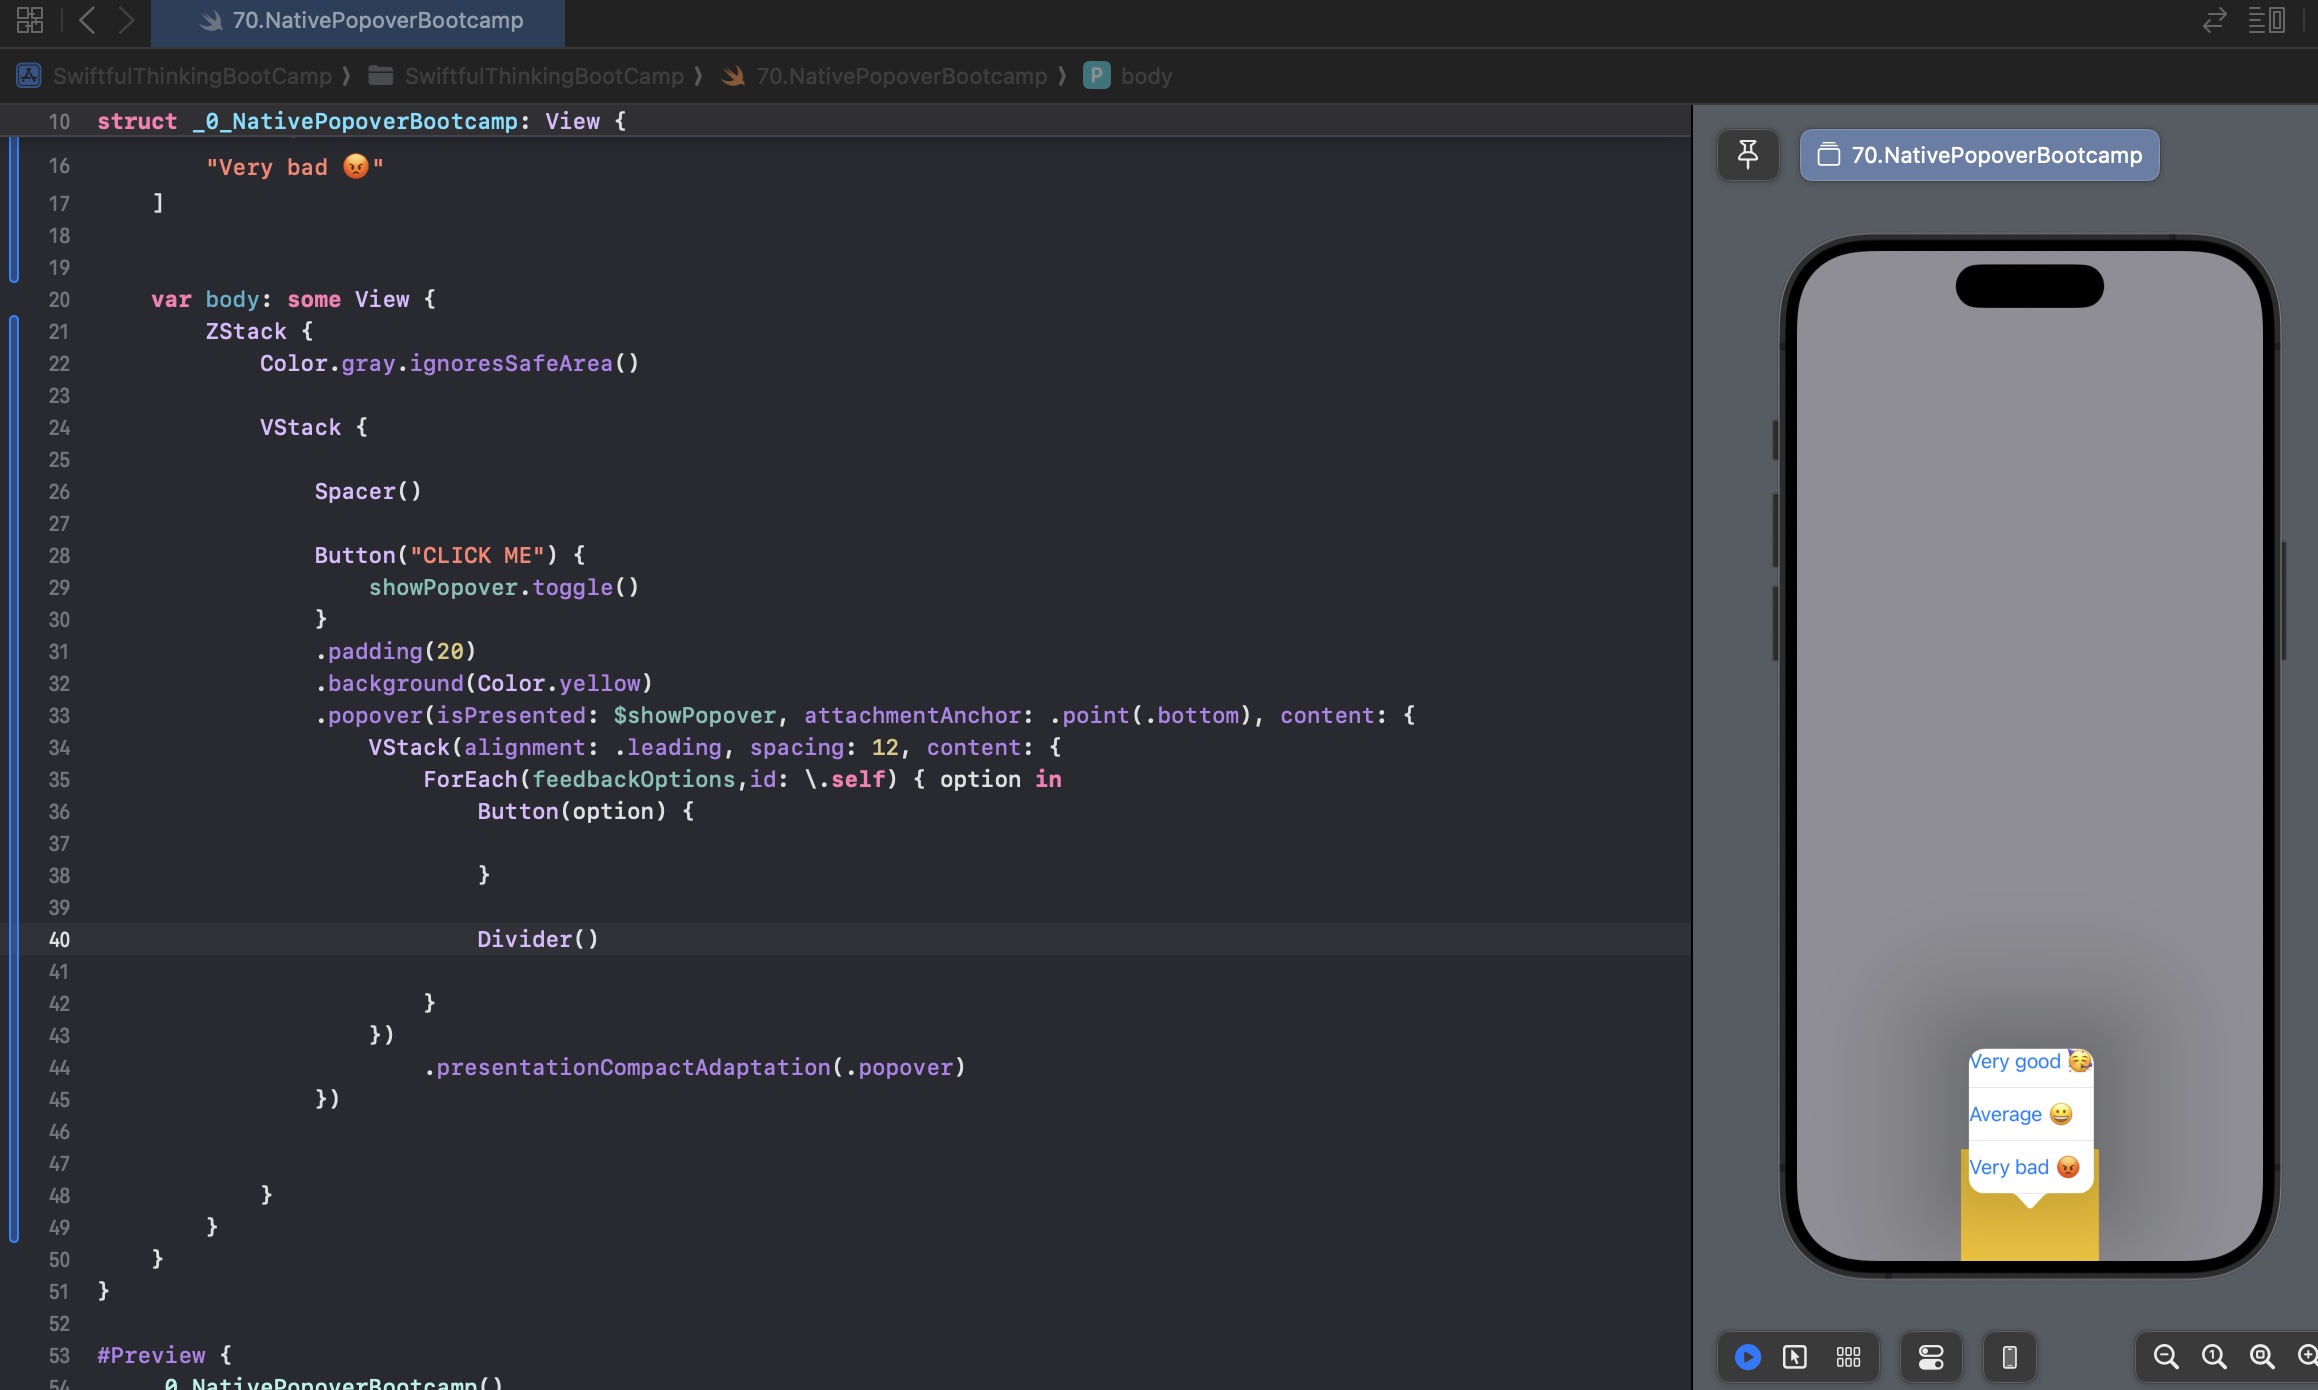 70.NativePopoverBootcamp
SwiftfulThinkingBootCamp ⟩ SwiftfulThinkingBootCamp ⟩ 70.NativePopoverBootcamp ⟩ P body
10 struct _0_NativePopoverBootcamp: View {
16 "Very bad 😡"
17 ]
18
19
20 var body: some View {
21 ZStack {
22 Color.gray.ignoresSafeArea()
23
24 VStack {
25
26 Spacer()
27
28 Button("CLICK ME") {
29 showPopover.toggle()
30 }
31 .padding(20)
32 .background(Color.yellow)
33 .popover(isPresented: $showPopover, attachmentAnchor: .point(.bottom), content: {
34 VStack(alignment: .leading, spacing: 12, content: {
35 ForEach(feedbackOptions,id: \.self) { option in
36 Button(option) {
37
38 }
39
40 Divider()
41
42 }
43 })
44 .presentationCompactAdaptation(.popover)
45 })
46
47
48 }
49 }
50 }
51 }
52
53 #Preview {
54 _0_NativePopoverBootcamp()
70.NativePopoverBootcamp
Very good 🥳
Average 😀
Very bad 😡